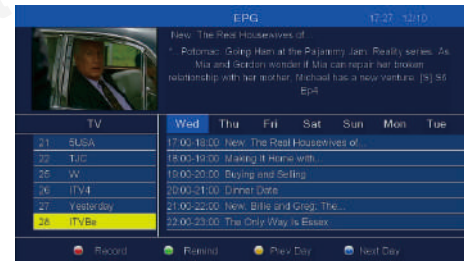 EPG 17:27 12/10
New: The Real Housewives of...
*... Potomac: Going Ham at the Pajammy Jam. Reality series. As
Mia and Gordon wonder if Mia can repair her broken
relationship with her mother, Michael has a new venture. [S] S6
Ep4
TV Wed Thu Fri Sat Sun Mon Tue
21 5USA 17:00-18:00 New: The Real Housewives of...
22 TJC 18:00-19:00 Making It Home with...
25 W 19:00-20:00 Buying and Selling
26 ITV4 20:00-21:00 Dinner Date
27 Yesterday 21:00-22:00 New: Billie and Greg: The...
28 ITVBe 22:00-23:00 The Only Way Is Essex
Record Remind Prev Day Next Day